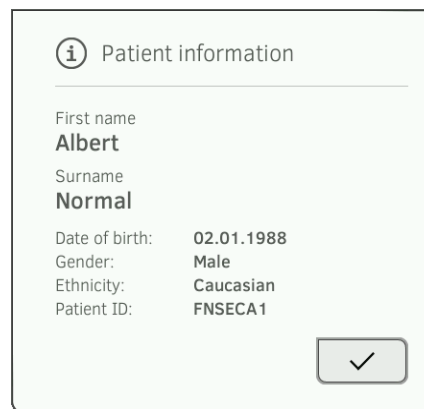 Patient information
First name
Albert
Surname
Normal
Date of birth: 02.01.1988
Gender: Male
Ethnicity: Caucasian
Patient ID: FNSECA1